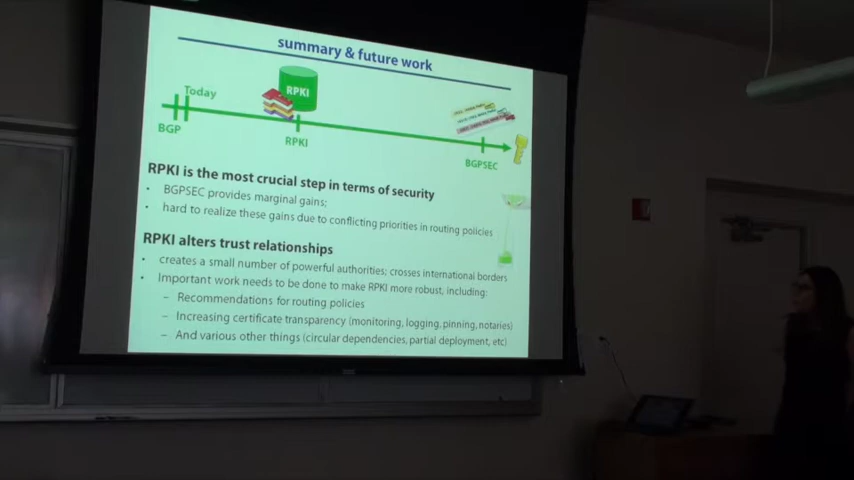 summary & future work
Today
RPKI
BGP
RPKI
BGPSEC
RPKI is the most crucial step in terms of security
• BGPSEC provides marginal gains;
• hard to realize these gains due to conflicting priorities in routing policies
RPKI alters trust relationships
• creates a small number of powerful authorities; crosses international borders
• Important work needs to be done to make RPKI more robust, including:
– Recommendations for routing policies
– Increasing certificate transparency (monitoring, logging, pinning, notaries)
– And various other things (circular dependencies, partial deployment, etc)